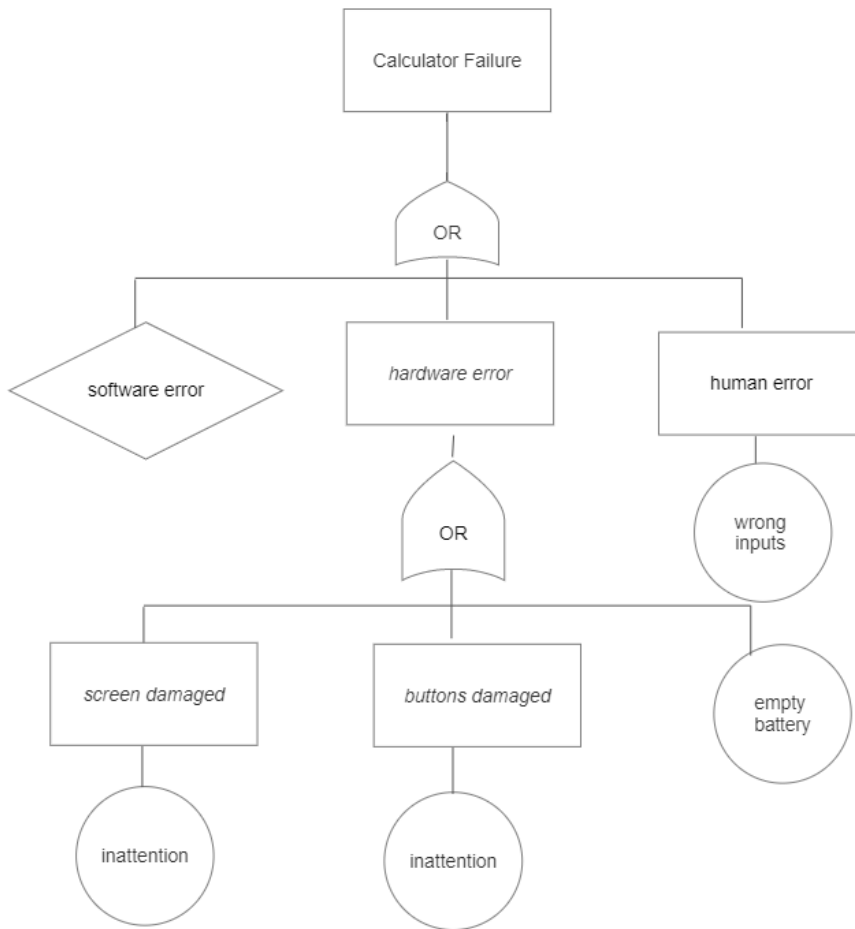 Calculator Failure
OR
software error
hardware error
human error
OR
wrong
inputs
screen damaged
buttons damaged
empty
battery
inattention
inattention